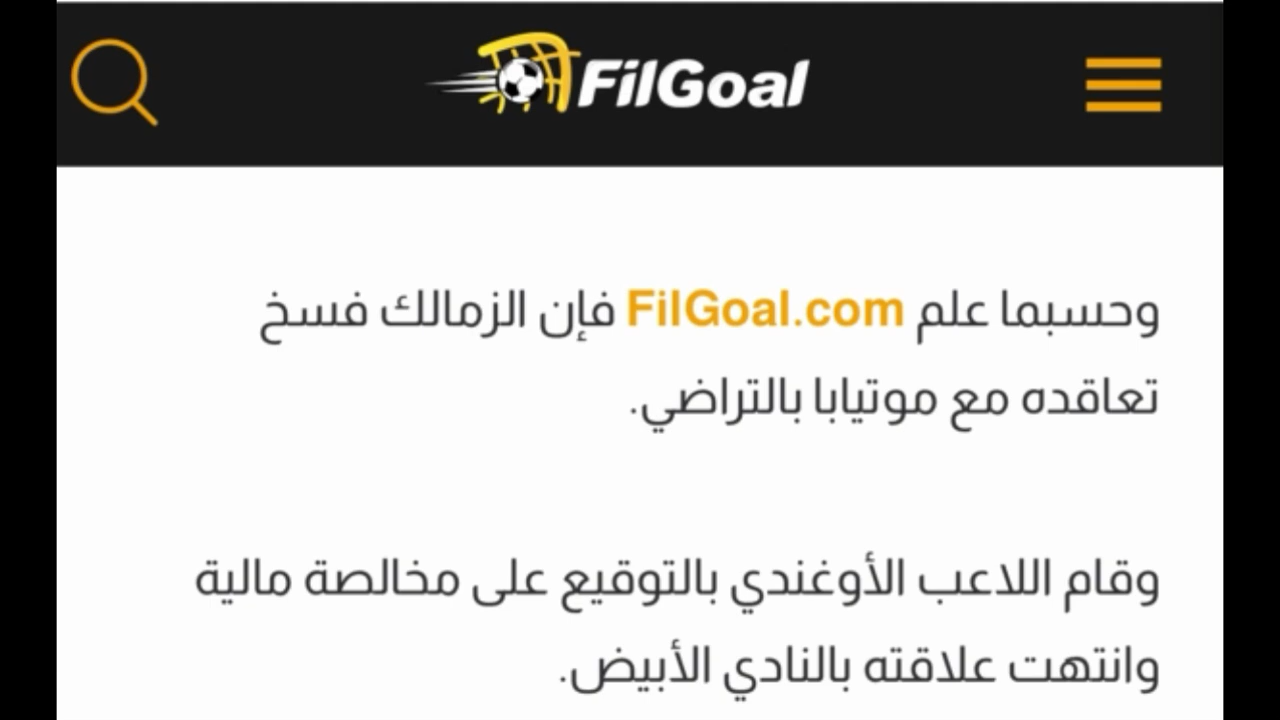 FilGoal
وحسبما علم FilGoal.com فإن الزمالك فسخ
تعاقده مع موتيابا بالتراضي.
وقام اللاعب الأوغندي بالتوقيع على مخالصة مالية
وانتهت علاقته بالنادي الأبيض.